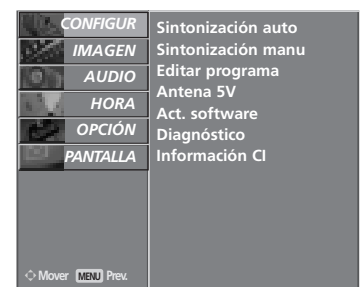 CONFIGUR
IMAGEN
AUDIO
HORA
OPCIÓN
PANTALLA
Sintonización auto
Sintonización manu
Editar programa
Antena 5V
Act. software
Diagnóstico
Información CI
Mover MENU Prev.